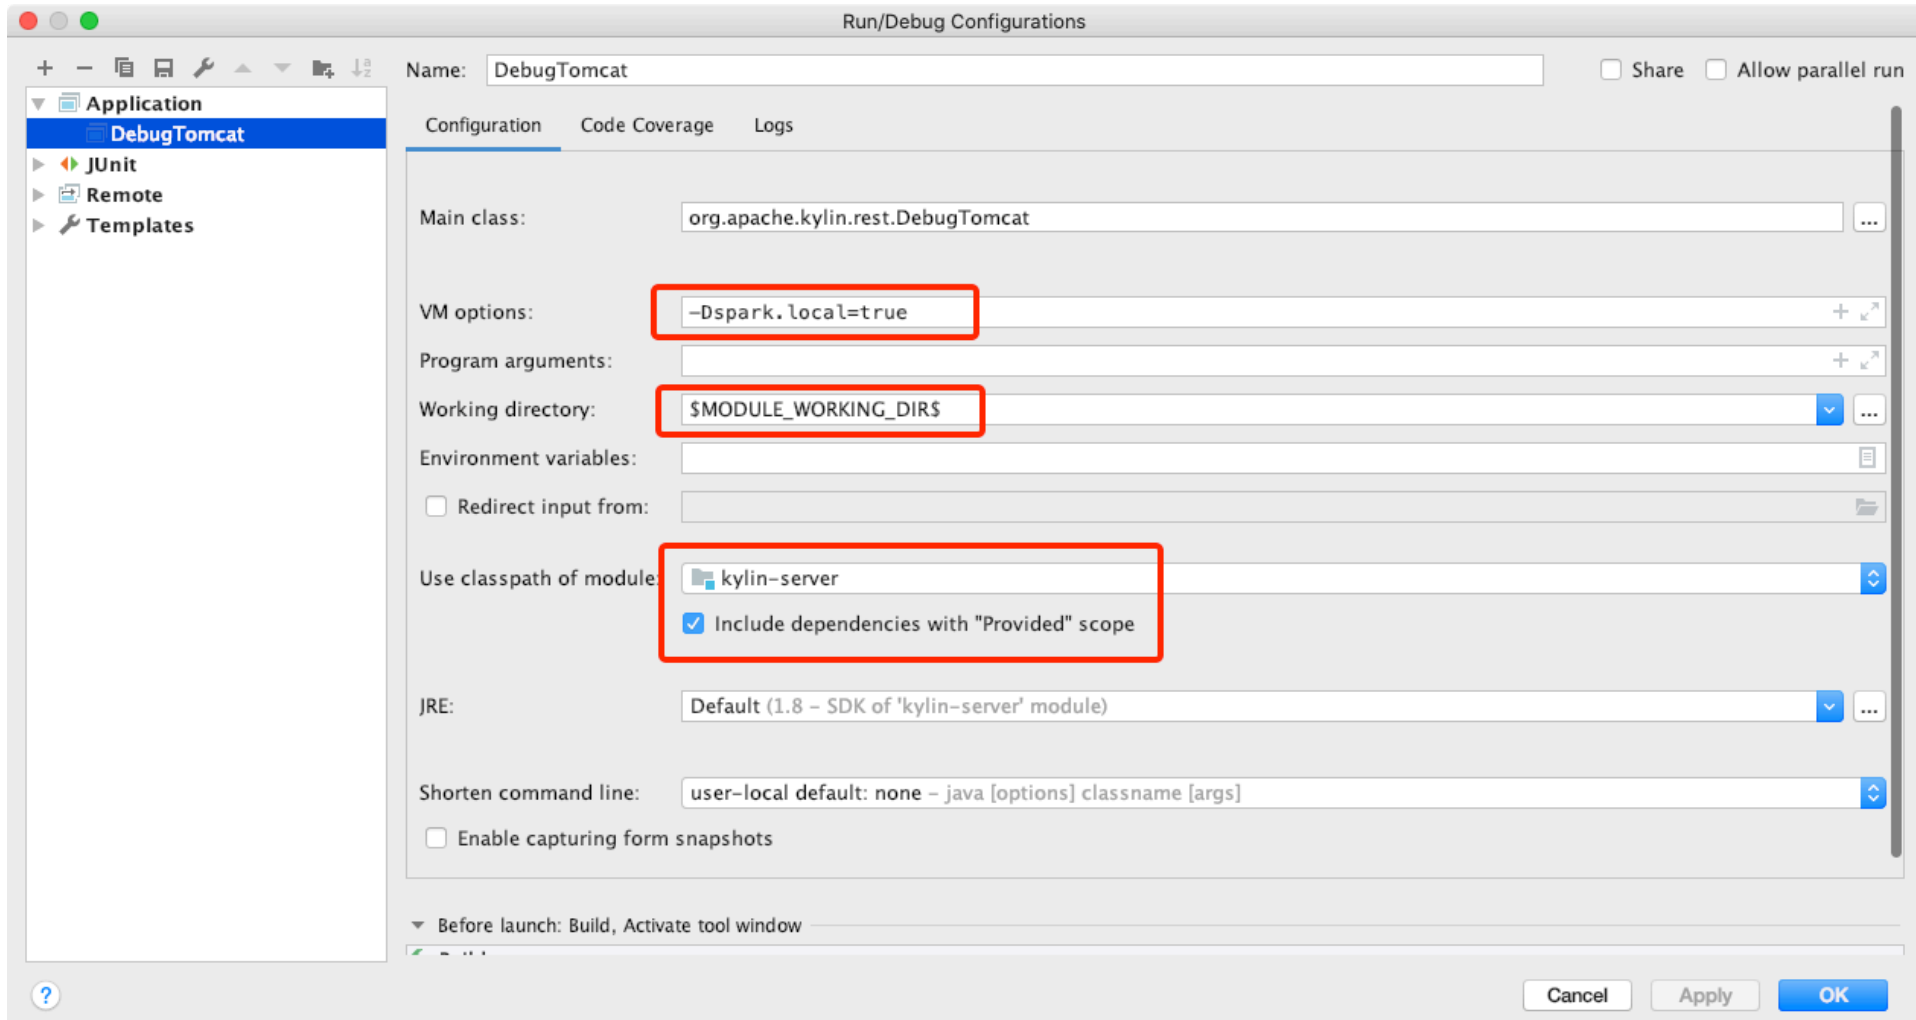 Run/Debug Configurations
Name: DebugTomcat Share Allow parallel run
Application
DebugTomcat
JUnit
Remote
Templates
Configuration Code Coverage Logs
Main class: org.apache.kylin.rest.DebugTomcat ...
VM options: -Dspark.local=true
Program arguments:
Working directory: $MODULE_WORKING_DIR$ ...
Environment variables:
Redirect input from:
Use classpath of module: kylin-server
Include dependencies with "Provided" scope
JRE: Default (1.8 – SDK of 'kylin-server' module) ...
Shorten command line: user-local default: none – java [options] classname [args]
Enable capturing form snapshots
Before launch: Build, Activate tool window
? Cancel Apply OK